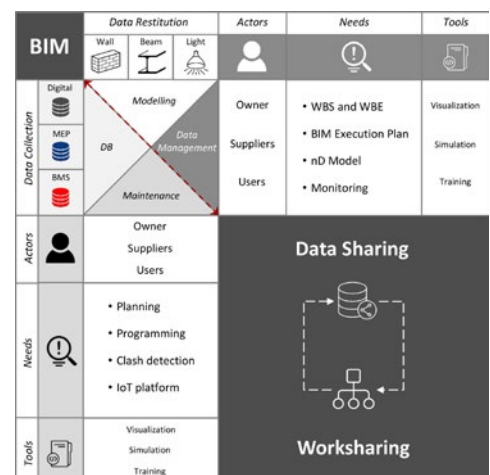 BIM
Data Restitution
Actors
Needs
Tools
Wall
Beam
Light
Data Collection
Digital
MEP
BMS
Modelling
DB
Data
Management
Maintenance
Owner
Suppliers
Users
• WBS and WBE
• BIM Execution Plan
• nD Model
• Monitoring
Visualization
Simulation
Training
Actors
Owner
Suppliers
Users
Needs
• Planning
• Programming
• Clash detection
• IoT platform
Tools
Visualization
Simulation
Training
Data Sharing
Worksharing